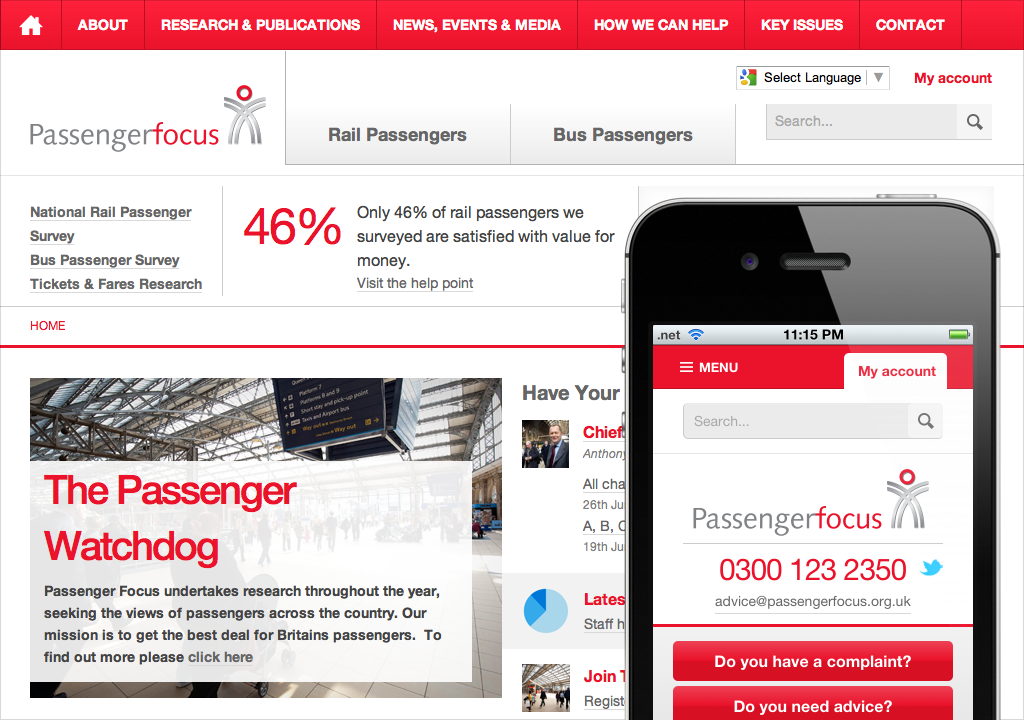 ABOUT
RESEARCH & PUBLICATIONS
NEWS, EVENTS & MEDIA
HOW WE CAN HELP
KEY ISSUES
CONTACT
Select Language
My account
Passengerfocus
Rail Passengers
Bus Passengers
Search...
National Rail Passenger
Survey
Bus Passenger Survey
Tickets & Fares Research
46%
Only 46% of rail passengers we
surveyed are satisfied with value for
money.
Visit the help point
HOME
Queen
Platform 7
Platforms 8 and 9
Short stay and pick-up point
Taxis and Airport bus
Way out
Way out
The Passenger
Watchdog
Passenger Focus undertakes research throughout the year,
seeking the views of passengers across the country. Our
mission is to get the best deal for Britains passengers. To
find out more please click here
Have Your
Chief
Anthony
All cha
26th Ju
A, B, C
19th Ju
Lates
Staff h
Join T
Regist
.net
11:15 PM
MENU
My account
Search...
Passengerfocus
0300 123 2350
advice@passengerfocus.org.uk
Do you have a complaint?
Do you need advice?